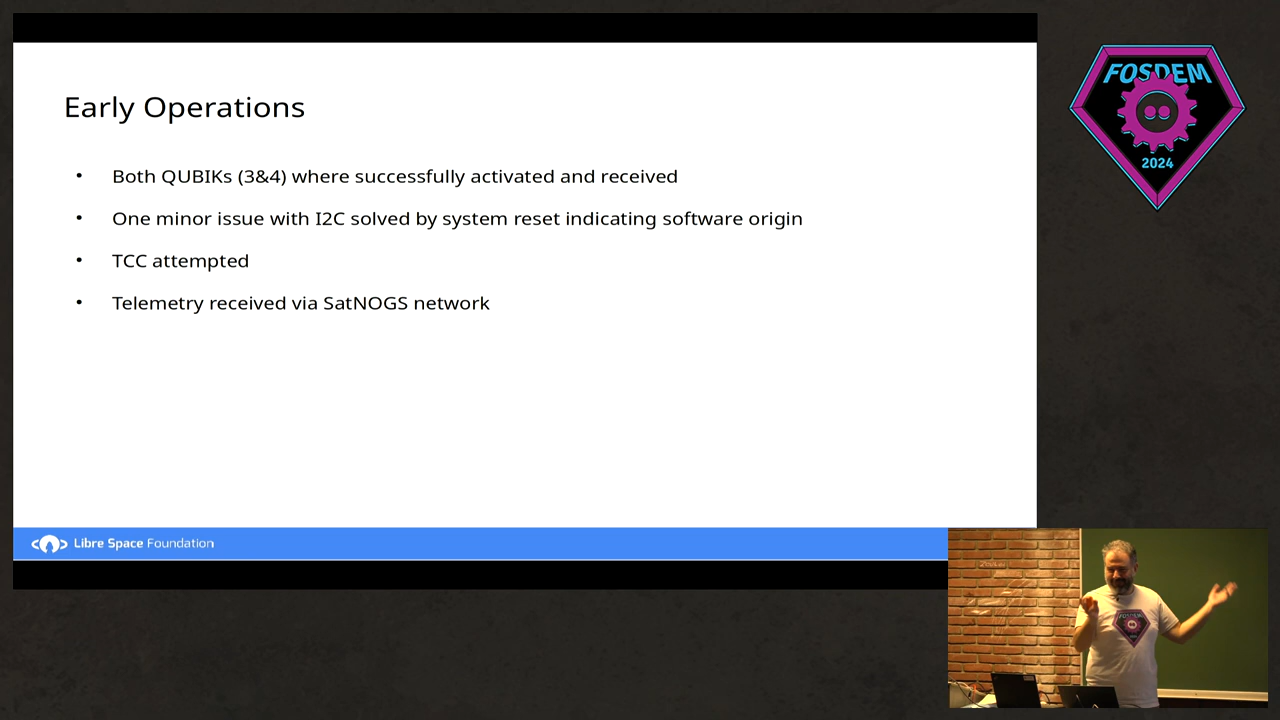 Early Operations
• Both QUBIKs (3&4) where successfully activated and received
• One minor issue with I2C solved by system reset indicating software origin
• TCC attempted
• Telemetry received via SatNOGS network
Libre Space Foundation
FOSDEM
2024
FOSDEM